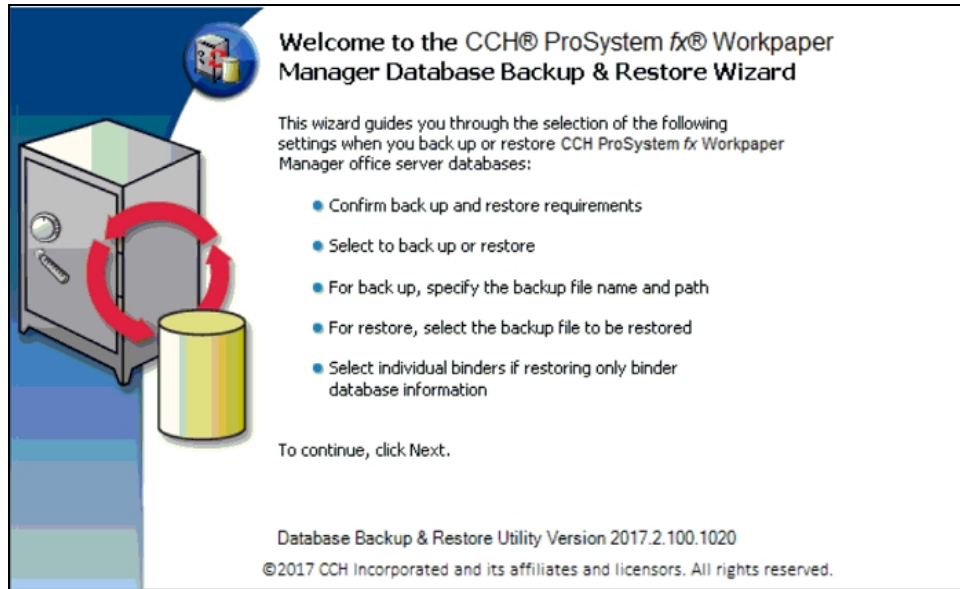 Welcome to the CCH® ProSystem fx® Workpaper
Manager Database Backup & Restore Wizard
This wizard guides you through the selection of the following
settings when you back up or restore CCH ProSystem fx Workpaper
Manager office server databases:
Confirm back up and restore requirements
Select to back up or restore
For back up, specify the backup file name and path
For restore, select the backup file to be restored
Select individual binders if restoring only binder
database information
To continue, click Next.
Database Backup & Restore Utility Version 2017.2.100.1020
©2017 CCH Incorporated and its affiliates and licensors. All rights reserved.